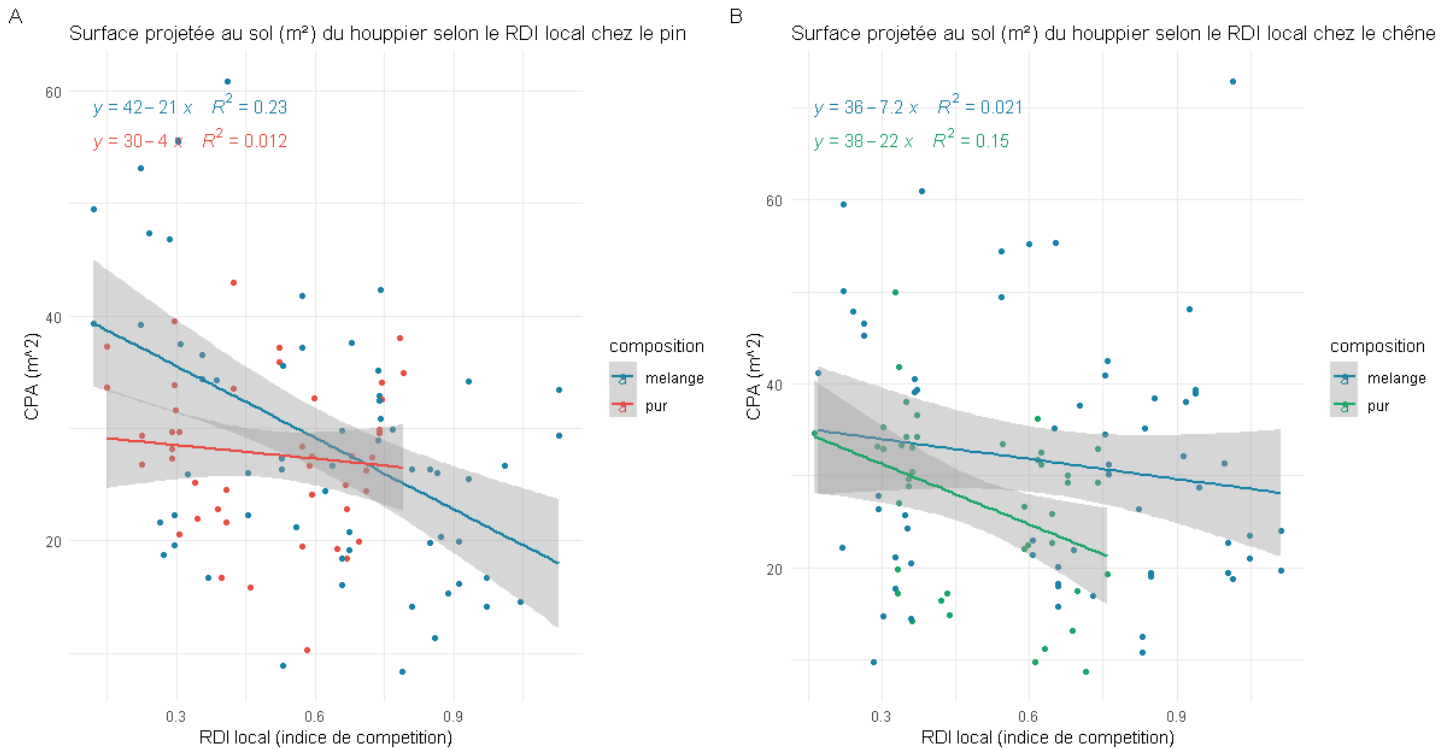 A
Surface projetée au sol (m²) du houppier selon le RDI local chez le pin
y = 42 − 21 x R² = 0.23
y = 30 − 4 x R² = 0.012
60
40
20
CPA (m^2)
0.3 0.6 0.9
RDI local (indice de competition)
composition
a melange
a pur
B
Surface projetée au sol (m²) du houppier selon le RDI local chez le chêne
y = 36 − 7.2 x R² = 0.021
y = 38 − 22 x R² = 0.15
60
40
20
CPA (m^2)
0.3 0.6 0.9
RDI local (indice de competition)
composition
a melange
a pur